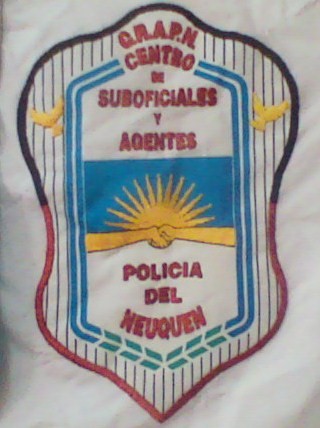 G.R.A.P.N.
CENTRO
DE
SUBOFICIALES
Y
AGENTES
POLICIA
DEL
NEUQUEN